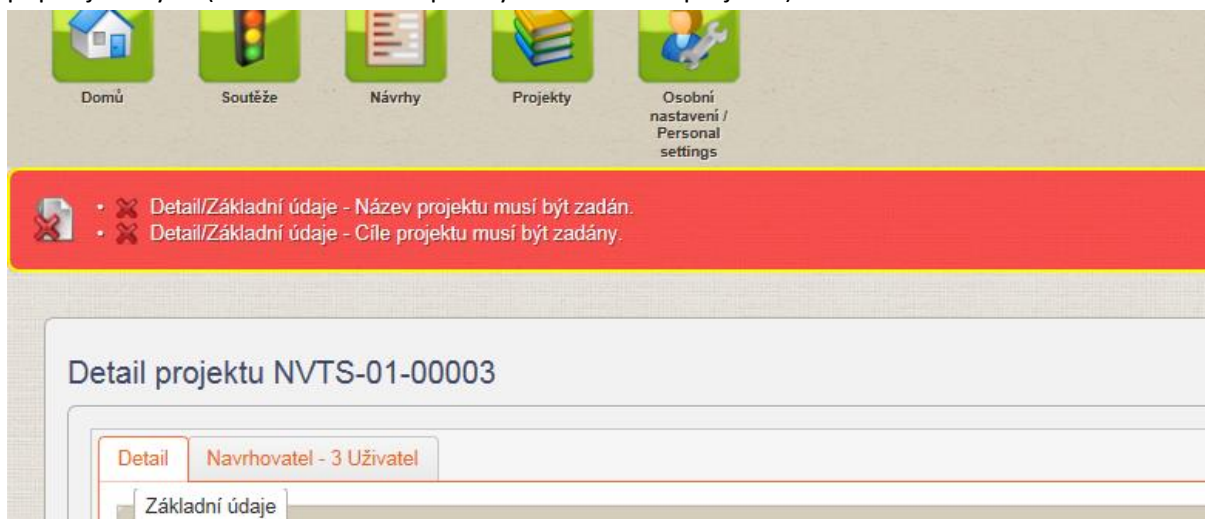 Domů
Soutěže
Návrhy
Projekty
Osobní
nastavení /
Personal
settings
• Detail/Základní údaje - Název projektu musí být zadán.
• Detail/Základní údaje - Cíle projektu musí být zadány.
Detail projektu NVTS-01-00003
Detail
Navrhovatel - 3 Uživatel
Základní údaje